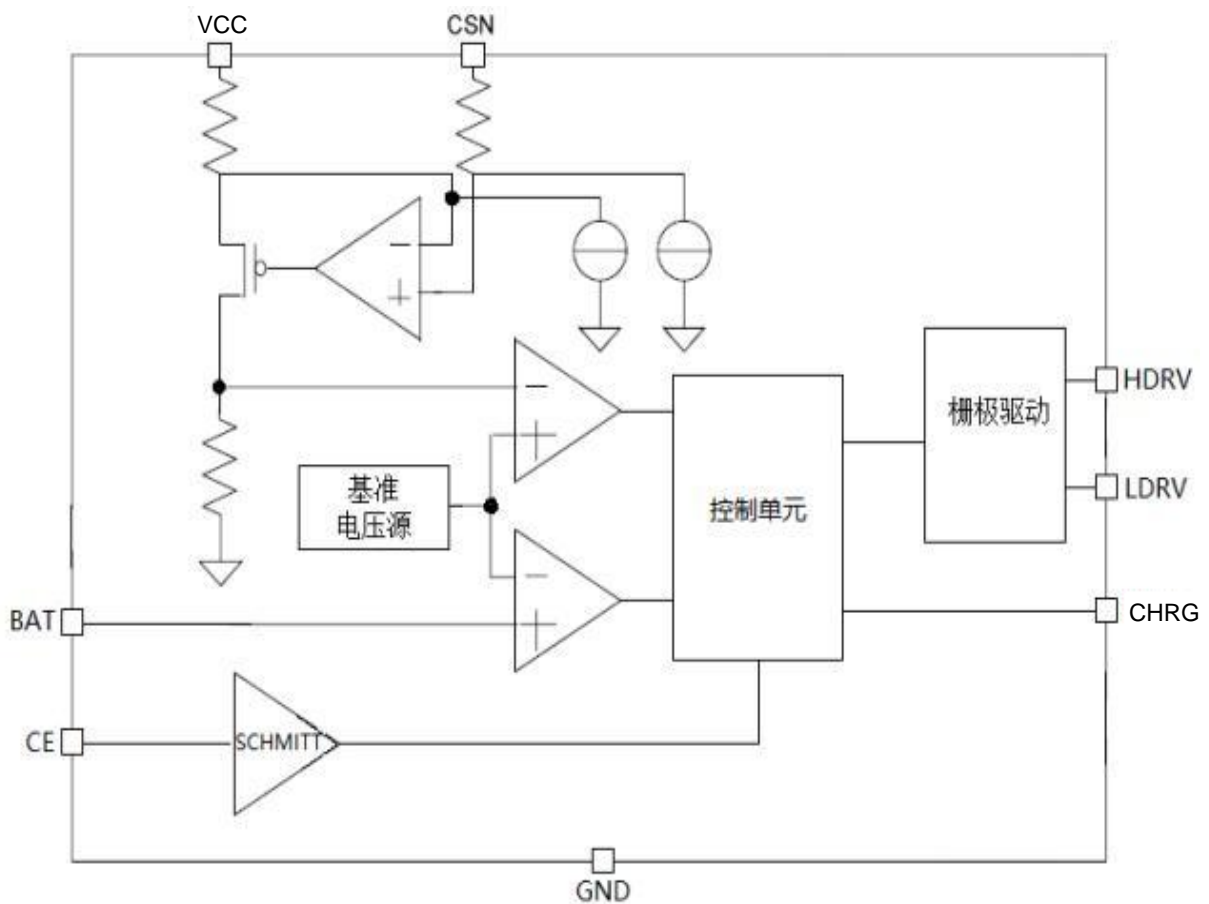 VCC
CSN
−
+
−
+
基准
电压源
−
+
控制单元
栅极驱动
HDRV
LDRV
CHRG
BAT
CE
SCHMITT
GND